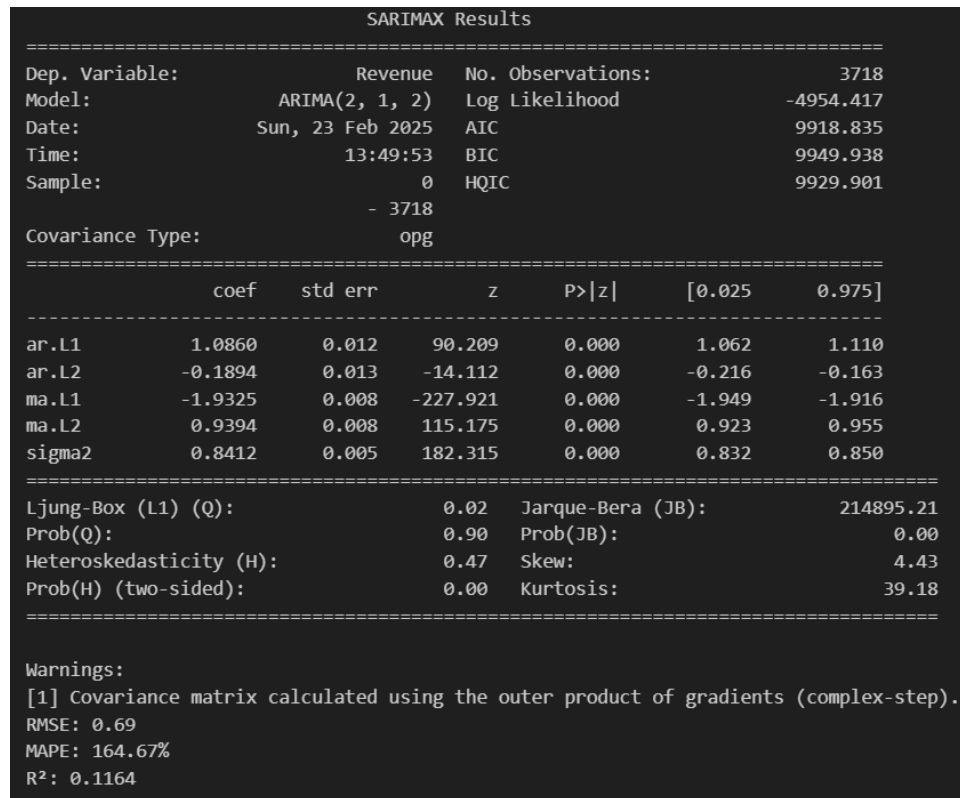 SARIMAX Results
==============================================================================
Dep. Variable:                Revenue   No. Observations:                 3718
Model:                 ARIMA(2, 1, 2)   Log Likelihood               -4954.417
Date:                Sun, 23 Feb 2025   AIC                           9918.835
Time:                        13:49:53   BIC                           9949.938
Sample:                             0   HQIC                          9929.901
- 3718
Covariance Type:                  opg
==============================================================================
coef    std err          z      P>|z|      [0.025      0.975]
------------------------------------------------------------------------------
ar.L1          1.0860      0.012     90.209      0.000       1.062       1.110
ar.L2         -0.1894      0.013    -14.112      0.000      -0.216      -0.163
ma.L1         -1.9325      0.008   -227.921      0.000      -1.949      -1.916
ma.L2          0.9394      0.008    115.175      0.000       0.923       0.955
sigma2         0.8412      0.005    182.315      0.000       0.832       0.850
===================================================================================
Ljung-Box (L1) (Q):                   0.02   Jarque-Bera (JB):            214895.21
Prob(Q):                              0.90   Prob(JB):                         0.00
Heteroskedasticity (H):               0.47   Skew:                             4.43
Prob(H) (two-sided):                  0.00   Kurtosis:                        39.18
===================================================================================
Warnings:
[1] Covariance matrix calculated using the outer product of gradients (complex-step).
RMSE: 0.69
MAPE: 164.67%
R²: 0.1164